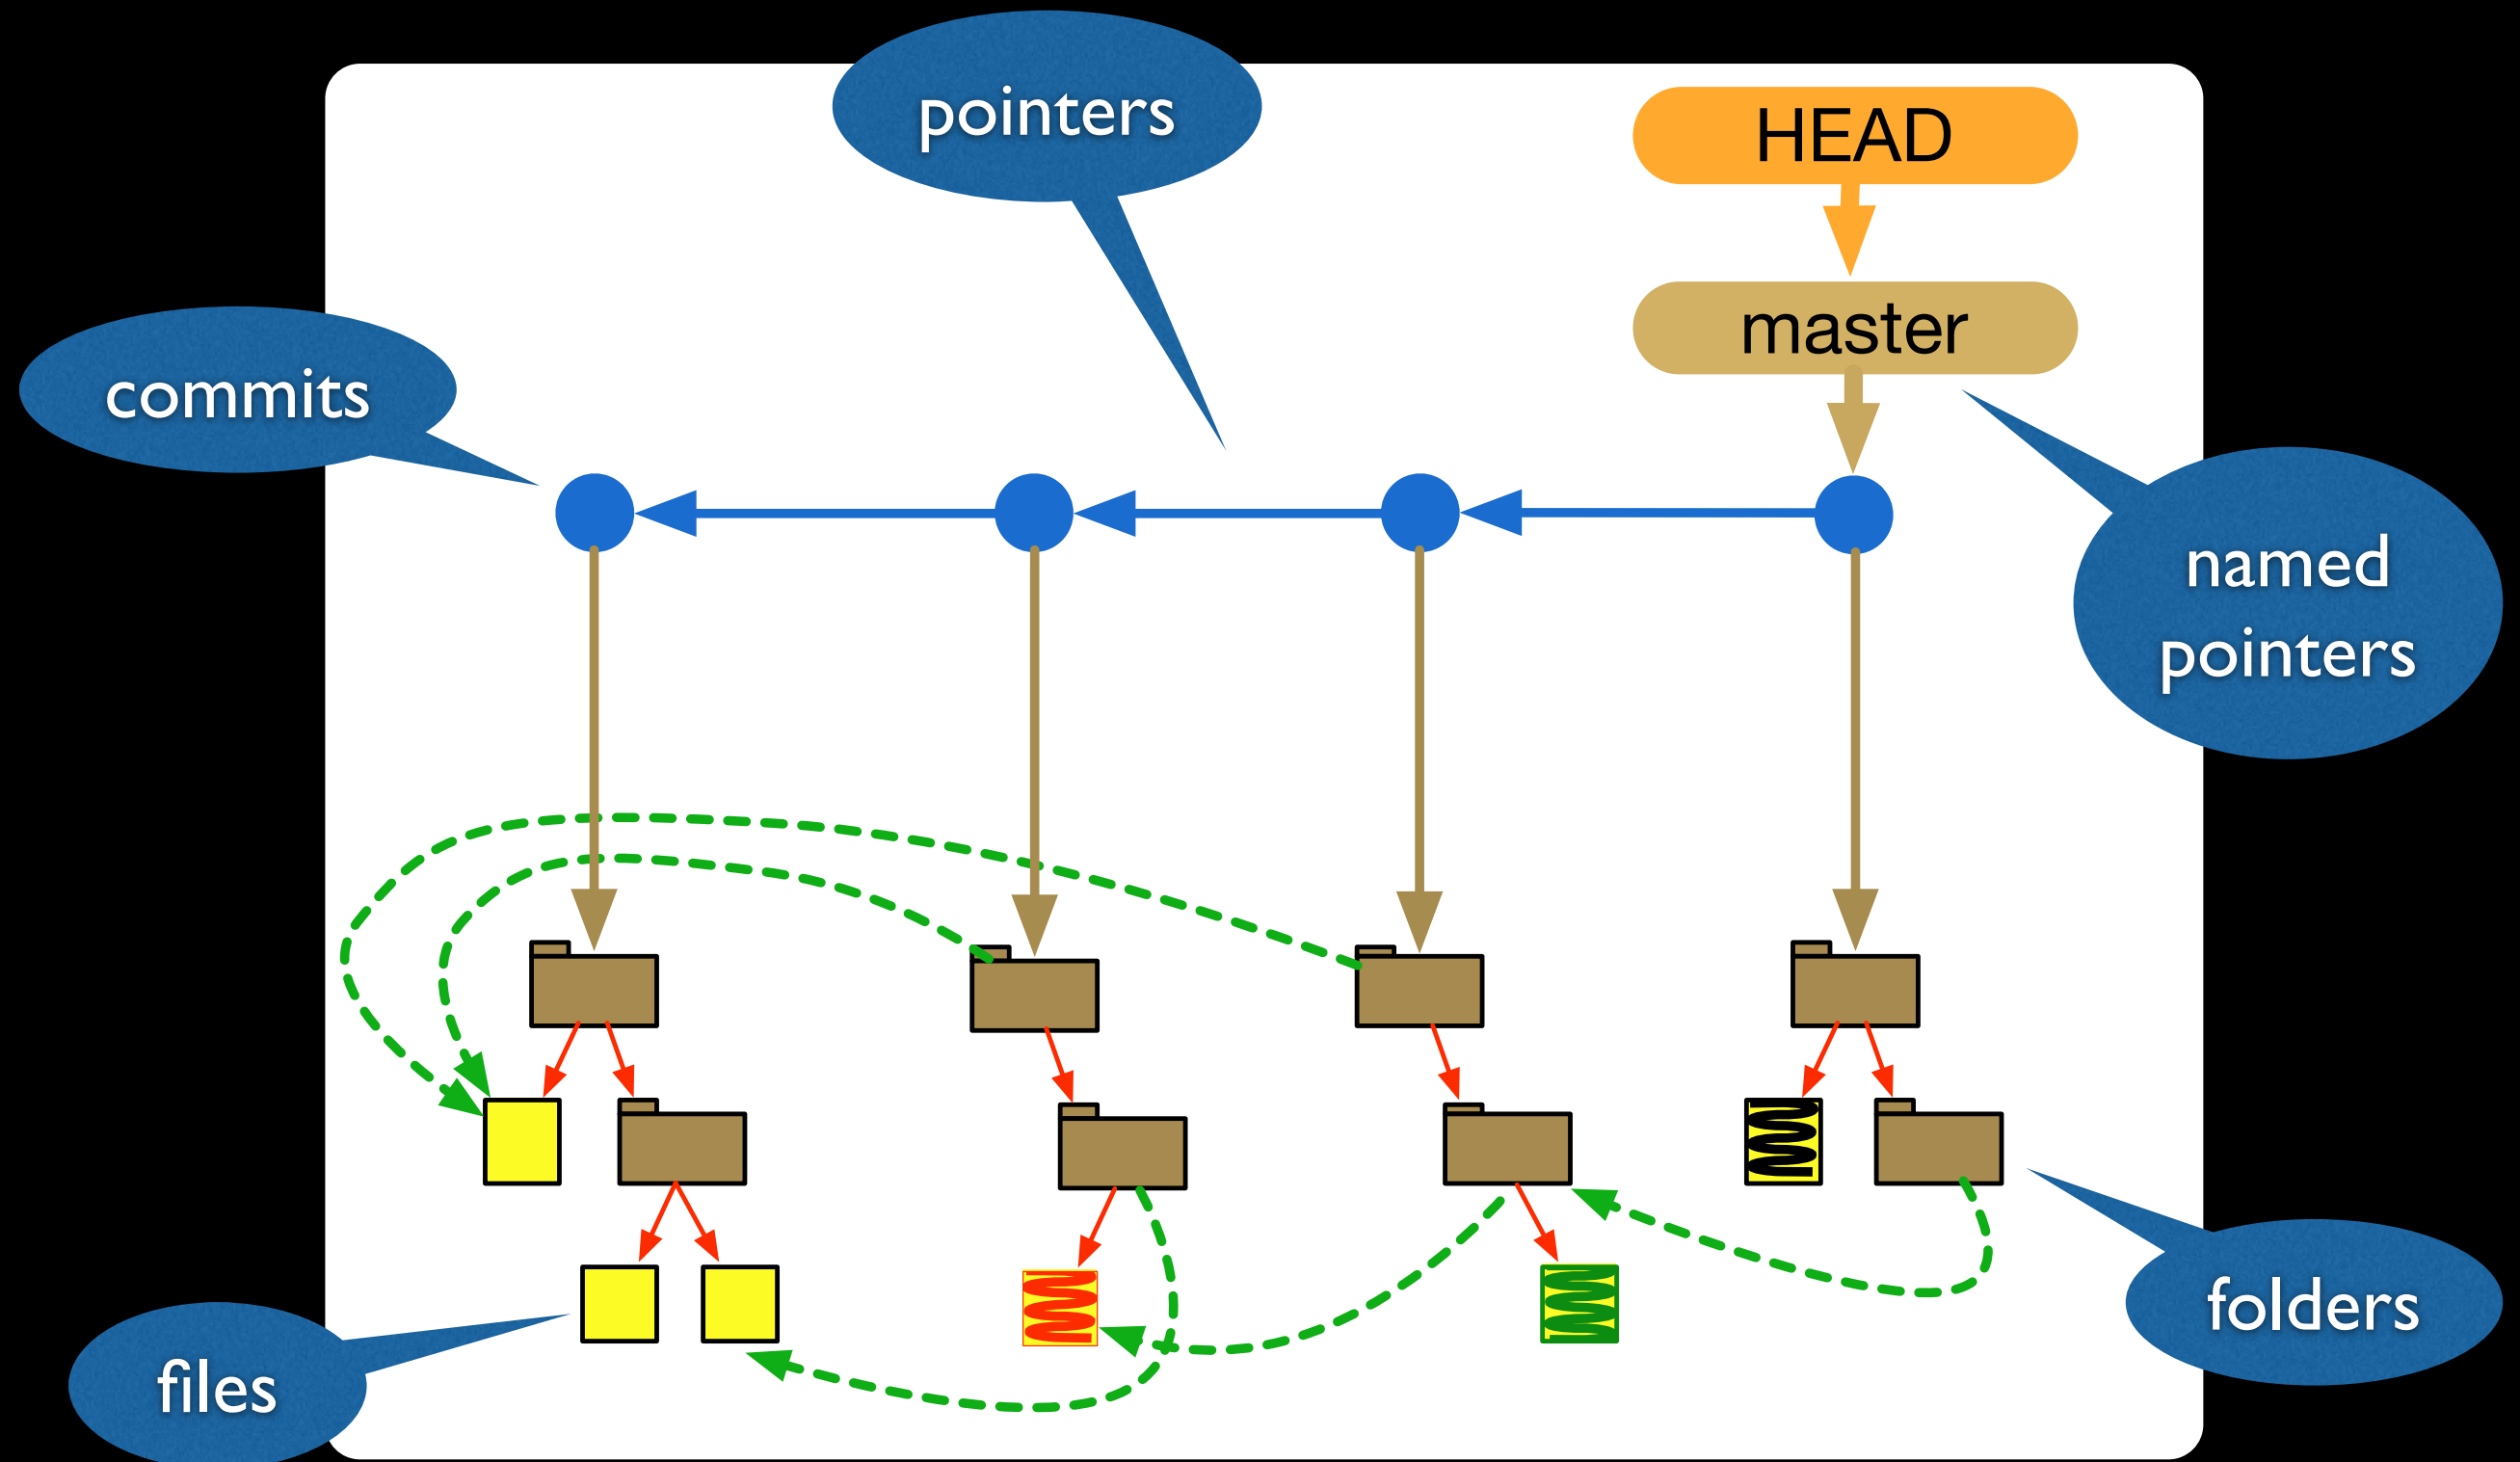 pointers
HEAD
master
commits
named
pointers
folders
files